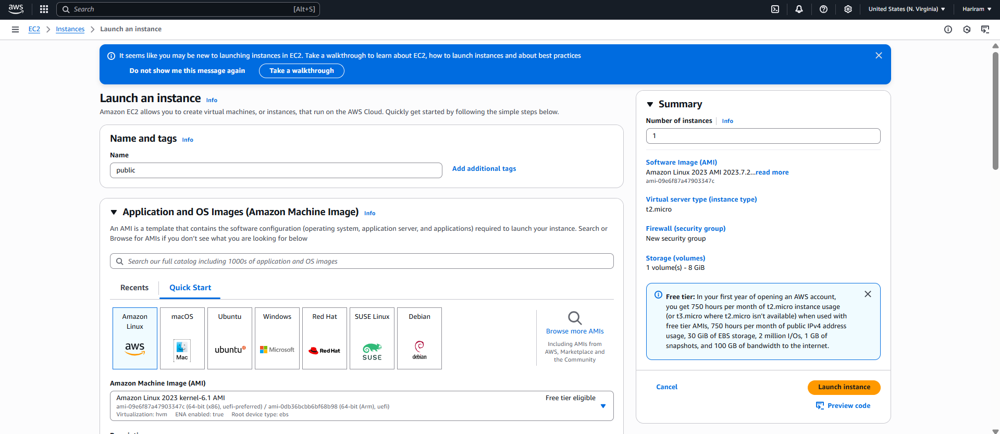 aws
Search [Alt+S]
United States (N. Virginia)
Hariram
EC2 Instances Launch an instance
It seems like you may be new to launching instances in EC2. Take a walkthrough to learn about EC2, how to launch instances and about best practices
Do not show me this message again Take a walkthrough
Launch an instance Info
Amazon EC2 allows you to create virtual machines, or instances, that run on the AWS Cloud. Quickly get started by following the simple steps below.
Name and tags Info
Name
public
Add additional tags
Application and OS Images (Amazon Machine Image) Info
An AMI is a template that contains the software configuration (operating system, application server, and applications) required to launch your instance. Search or
Browse for AMIs if you don't see what you are looking for below
Search our full catalog including 1000s of application and OS images
Recents Quick Start
Amazon
Linux
aws
macOS
Mac
Ubuntu
ubuntu
Windows
Microsoft
Red Hat
Red Hat
SUSE Linux
SUSE
Debian
debian
Browse more AMIs
Including AMIs from
AWS, Marketplace and
the Community
Amazon Machine Image (AMI)
Amazon Linux 2023 kernel-6.1 AMI Free tier eligible
ami-09e6f87a47903347c (64-bit (x86), uefi-preferred) / ami-0db36bcbb6bf68b98 (64-bit (Arm), uefi)
Virtualization: hvm ENA enabled: true Root device type: ebs
Summary
Number of instances Info
1
Software Image (AMI)
Amazon Linux 2023 AMI 2023.7.2...read more
ami-09e6f87a47903347c
Virtual server type (instance type)
t2.micro
Firewall (security group)
New security group
Storage (volumes)
1 volume(s) - 8 GiB
Free tier: In your first year of opening an AWS account,
you get 750 hours per month of t2.micro instance usage
(or t3.micro where t2.micro isn't available) when used with
free tier AMIs, 750 hours per month of public IPv4 address
usage, 30 GiB of EBS storage, 2 million I/Os, 1 GB of
snapshots, and 100 GB of bandwidth to the internet.
Cancel Launch instance
Preview code